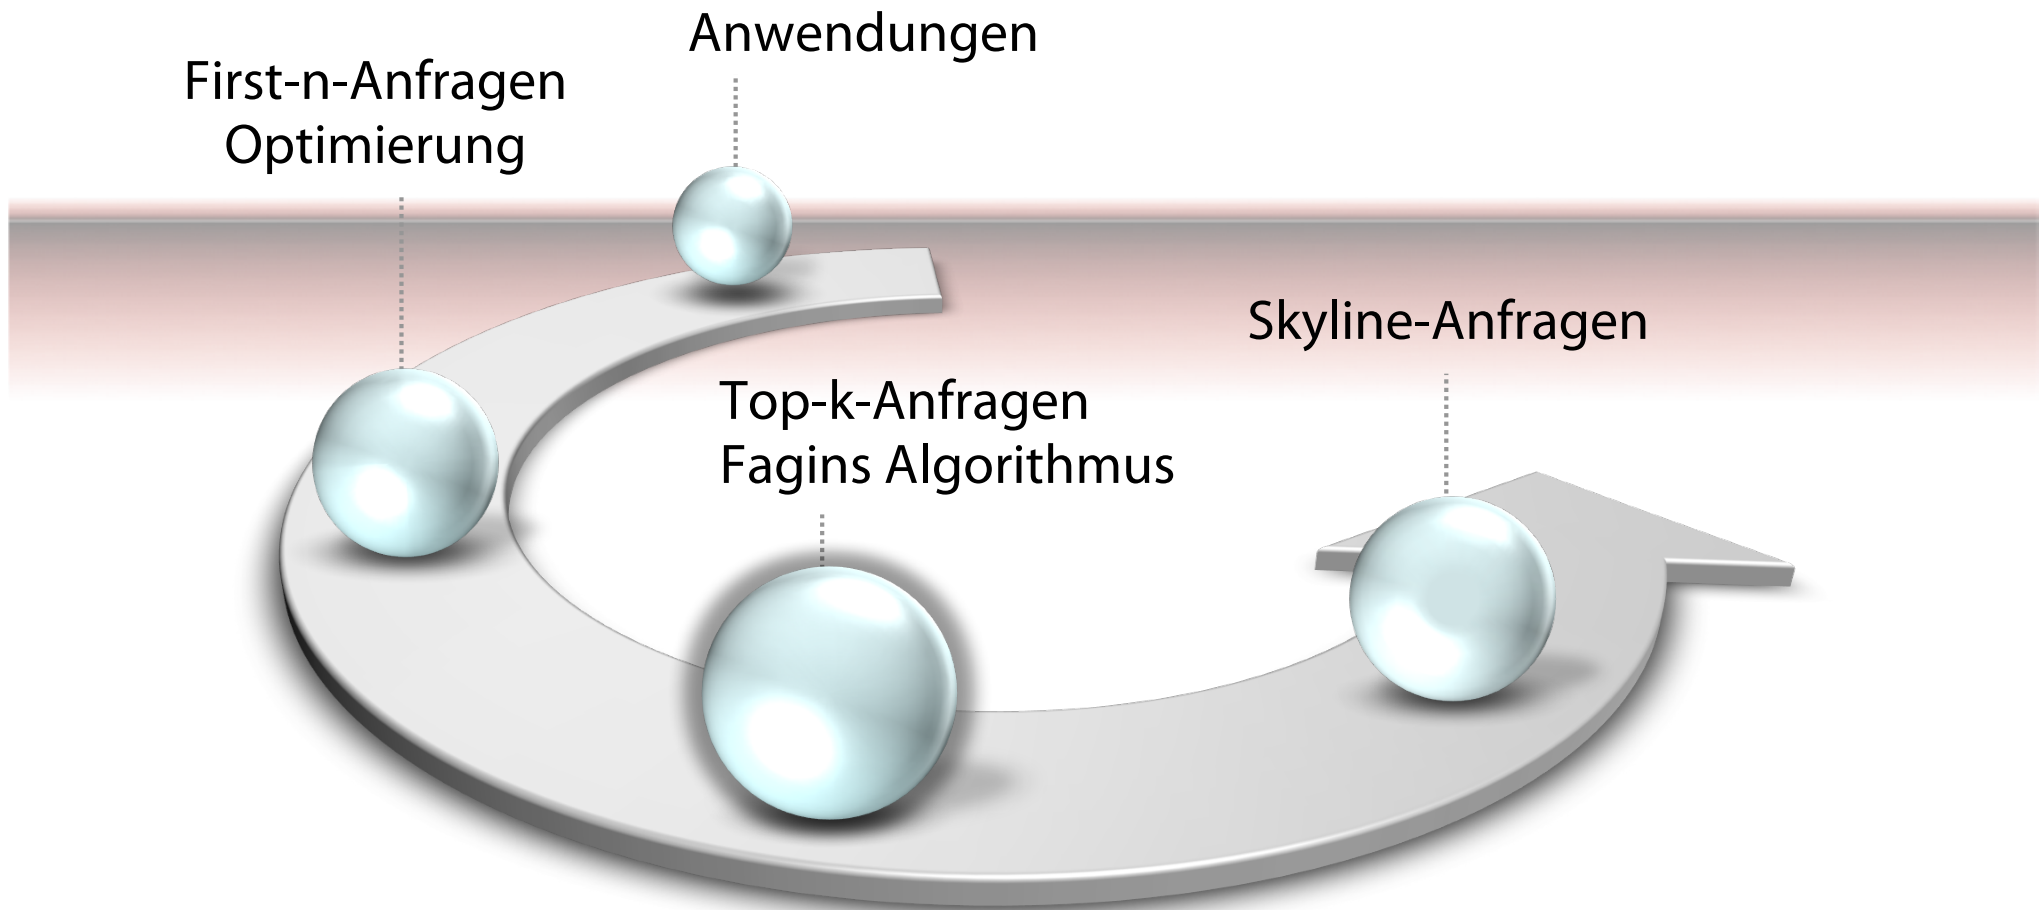 Anwendungen
First-n-Anfragen
Optimierung
Skyline-Anfragen
Top-k-Anfragen
Fagins Algorithmus